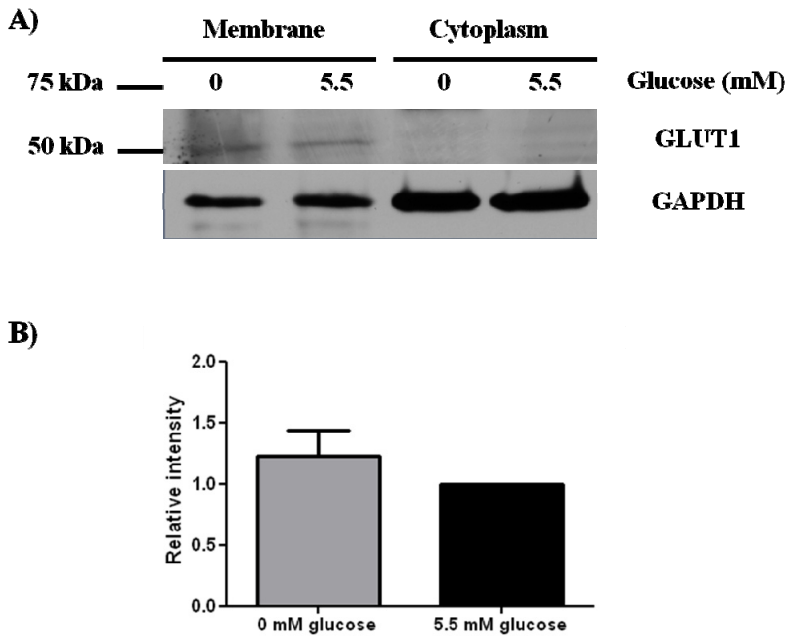 A)
Membrane Cytoplasm
75 kDa 0 5.5 0 5.5 Glucose (mM)
50 kDa GLUT1
GAPDH
B)
Relative intensity
2.0
1.5
1.0
0.5
0.0
0 mM glucose 5.5 mM glucose